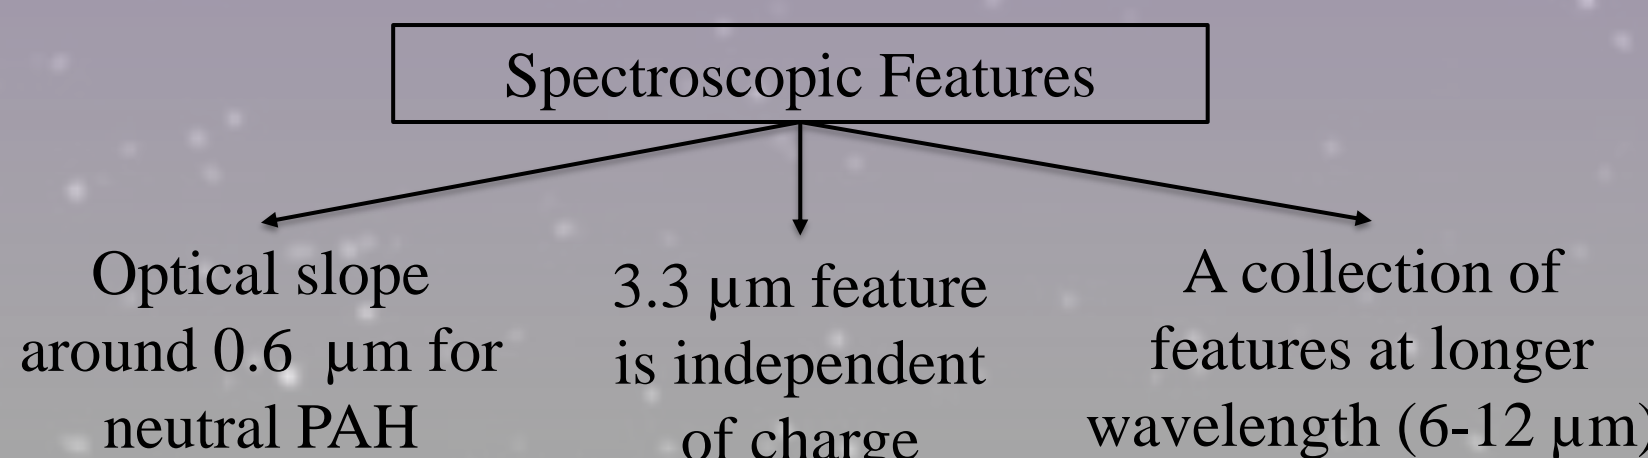 Spectroscopic Features
Optical slope
around 0.6 µm for
neutral PAH
3.3 µm feature
is independent
of charge
A collection of
features at longer
wavelength (6-12 µm)